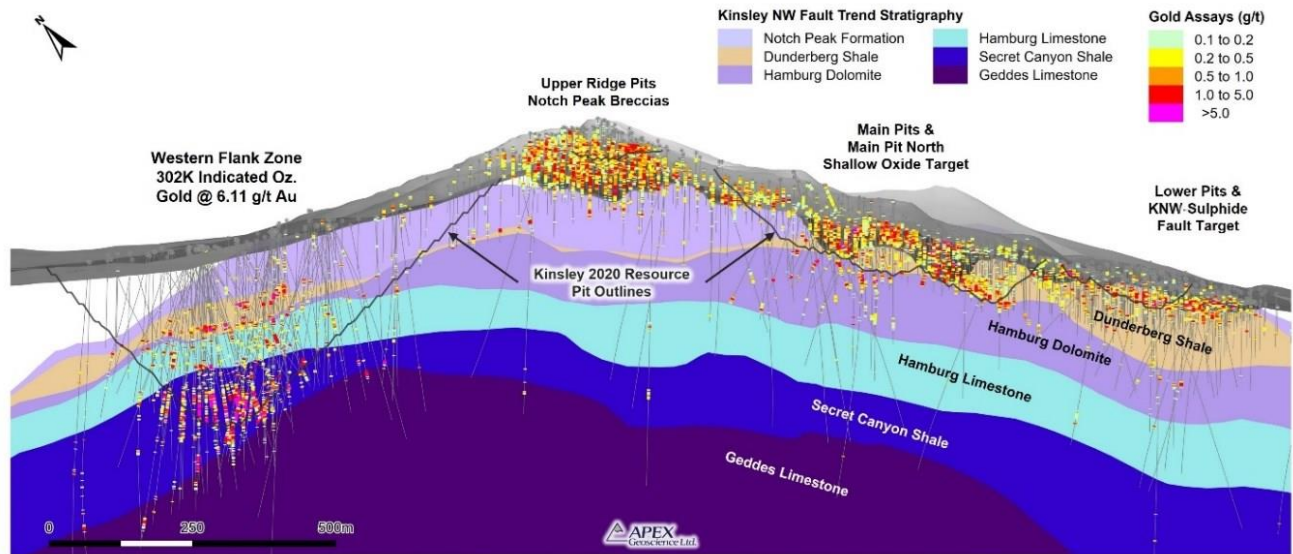 N
Kinsley NW Fault Trend Stratigraphy
Notch Peak Formation
Dunderberg Shale
Hamburg Dolomite
Hamburg Limestone
Secret Canyon Shale
Geddes Limestone
Gold Assays (g/t)
0.1 to 0.2
0.2 to 0.5
0.5 to 1.0
1.0 to 5.0
>5.0
Upper Ridge Pits
Notch Peak Breccias
Main Pits &
Main Pit North
Shallow Oxide Target
Western Flank Zone
302K Indicated Oz.
Gold @ 6.11 g/t Au
Lower Pits &
KNW-Sulphide
Fault Target
Kinsley 2020 Resource
Pit Outlines
Dunderberg Shale
Hamburg Dolomite
Hamburg Limestone
Secret Canyon Shale
Geddes Limestone
0 250 500m
APEX
Geoscience Ltd.